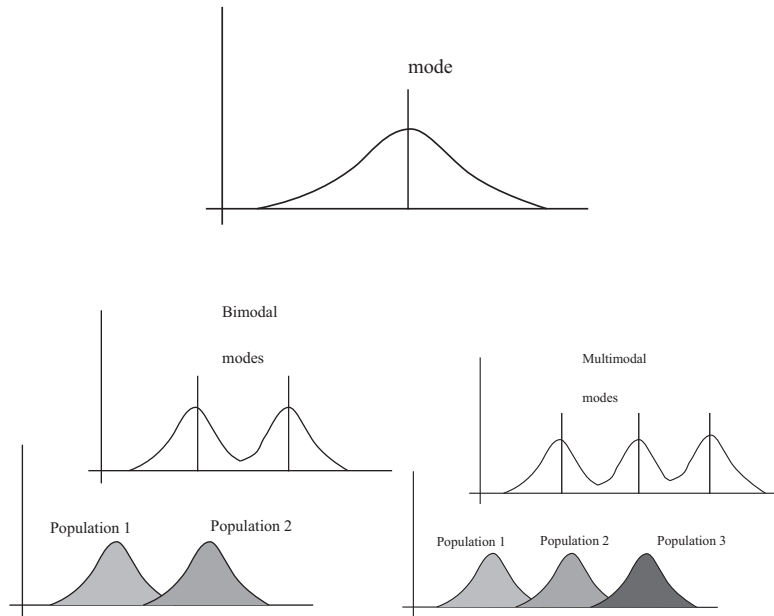 mode
Bimodal
modes
Multimodal
modes
Population 1
Population 2
Population 1
Population 2
Population 3